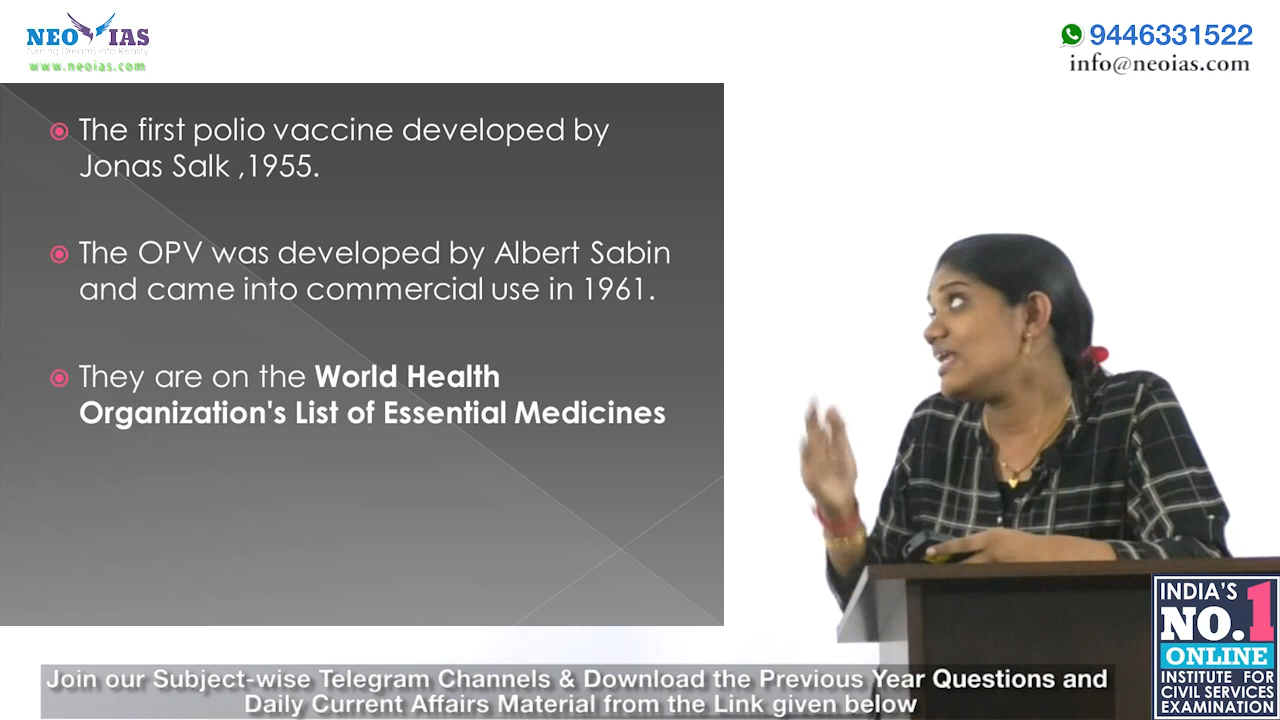 NEO IAS
Turning Dreams into Reality
www.neoias.com
9446331522
info@neoias.com
The first polio vaccine developed by
Jonas Salk ,1955.
The OPV was developed by Albert Sabin
and came into commercial use in 1961.
They are on the World Health
Organization's List of Essential Medicines
INDIA'S
NO.1
ONLINE
INSTITUTE FOR
CIVIL SERVICES
EXAMINATION
Join our Subject-wise Telegram Channels & Download the Previous Year Questions and
Daily Current Affairs Material from the Link given below